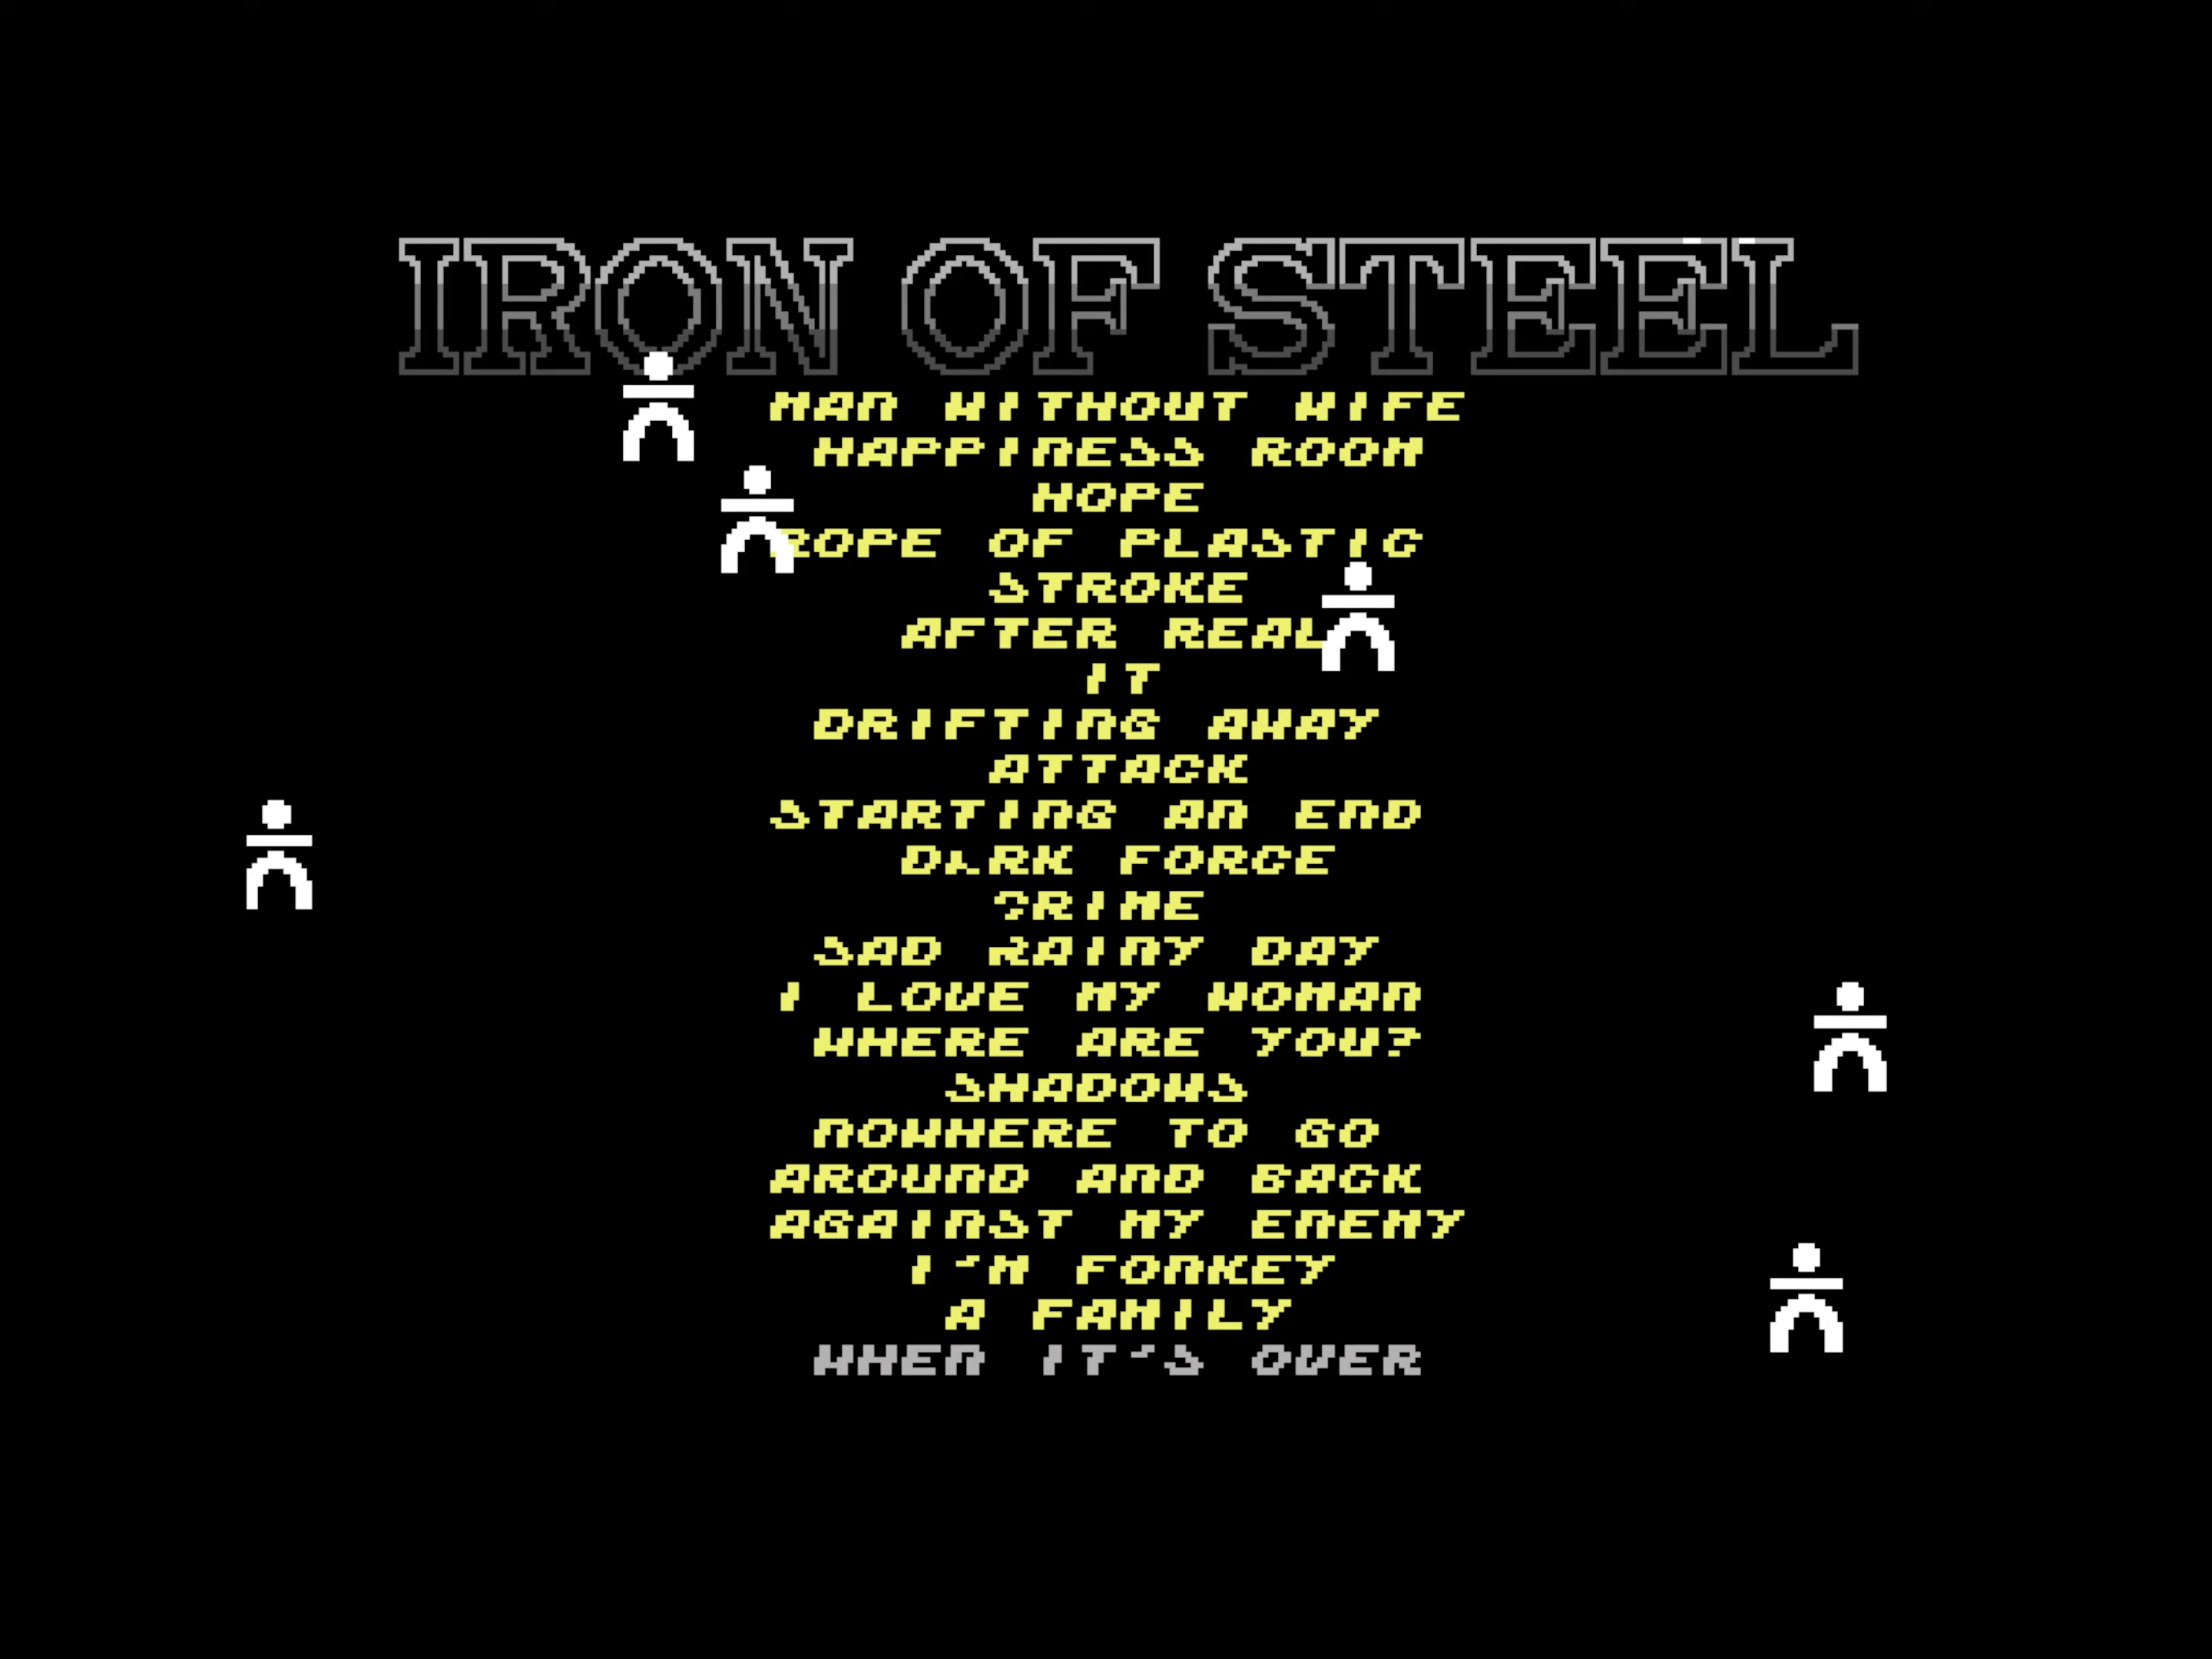 IRON OF STEEL
MAN WITHOUT WIFE
HAPPINESS ROOM
HOPE
ROPE OF PLASTIC
STROKE
AFTER REAL
IT
DRIFTING AWAY
ATTACK
STARTING AN END
DARK FORCE
CRIME
SAD RAINY DAY
I LOVE MY WOMAN
WHERE ARE YOU?
SHADOWS
NOWHERE TO GO
AROUND AND BACK
AGAINST MY ENEMY
I'M FONKEY
A FAMILY
WHEN IT'S OVER